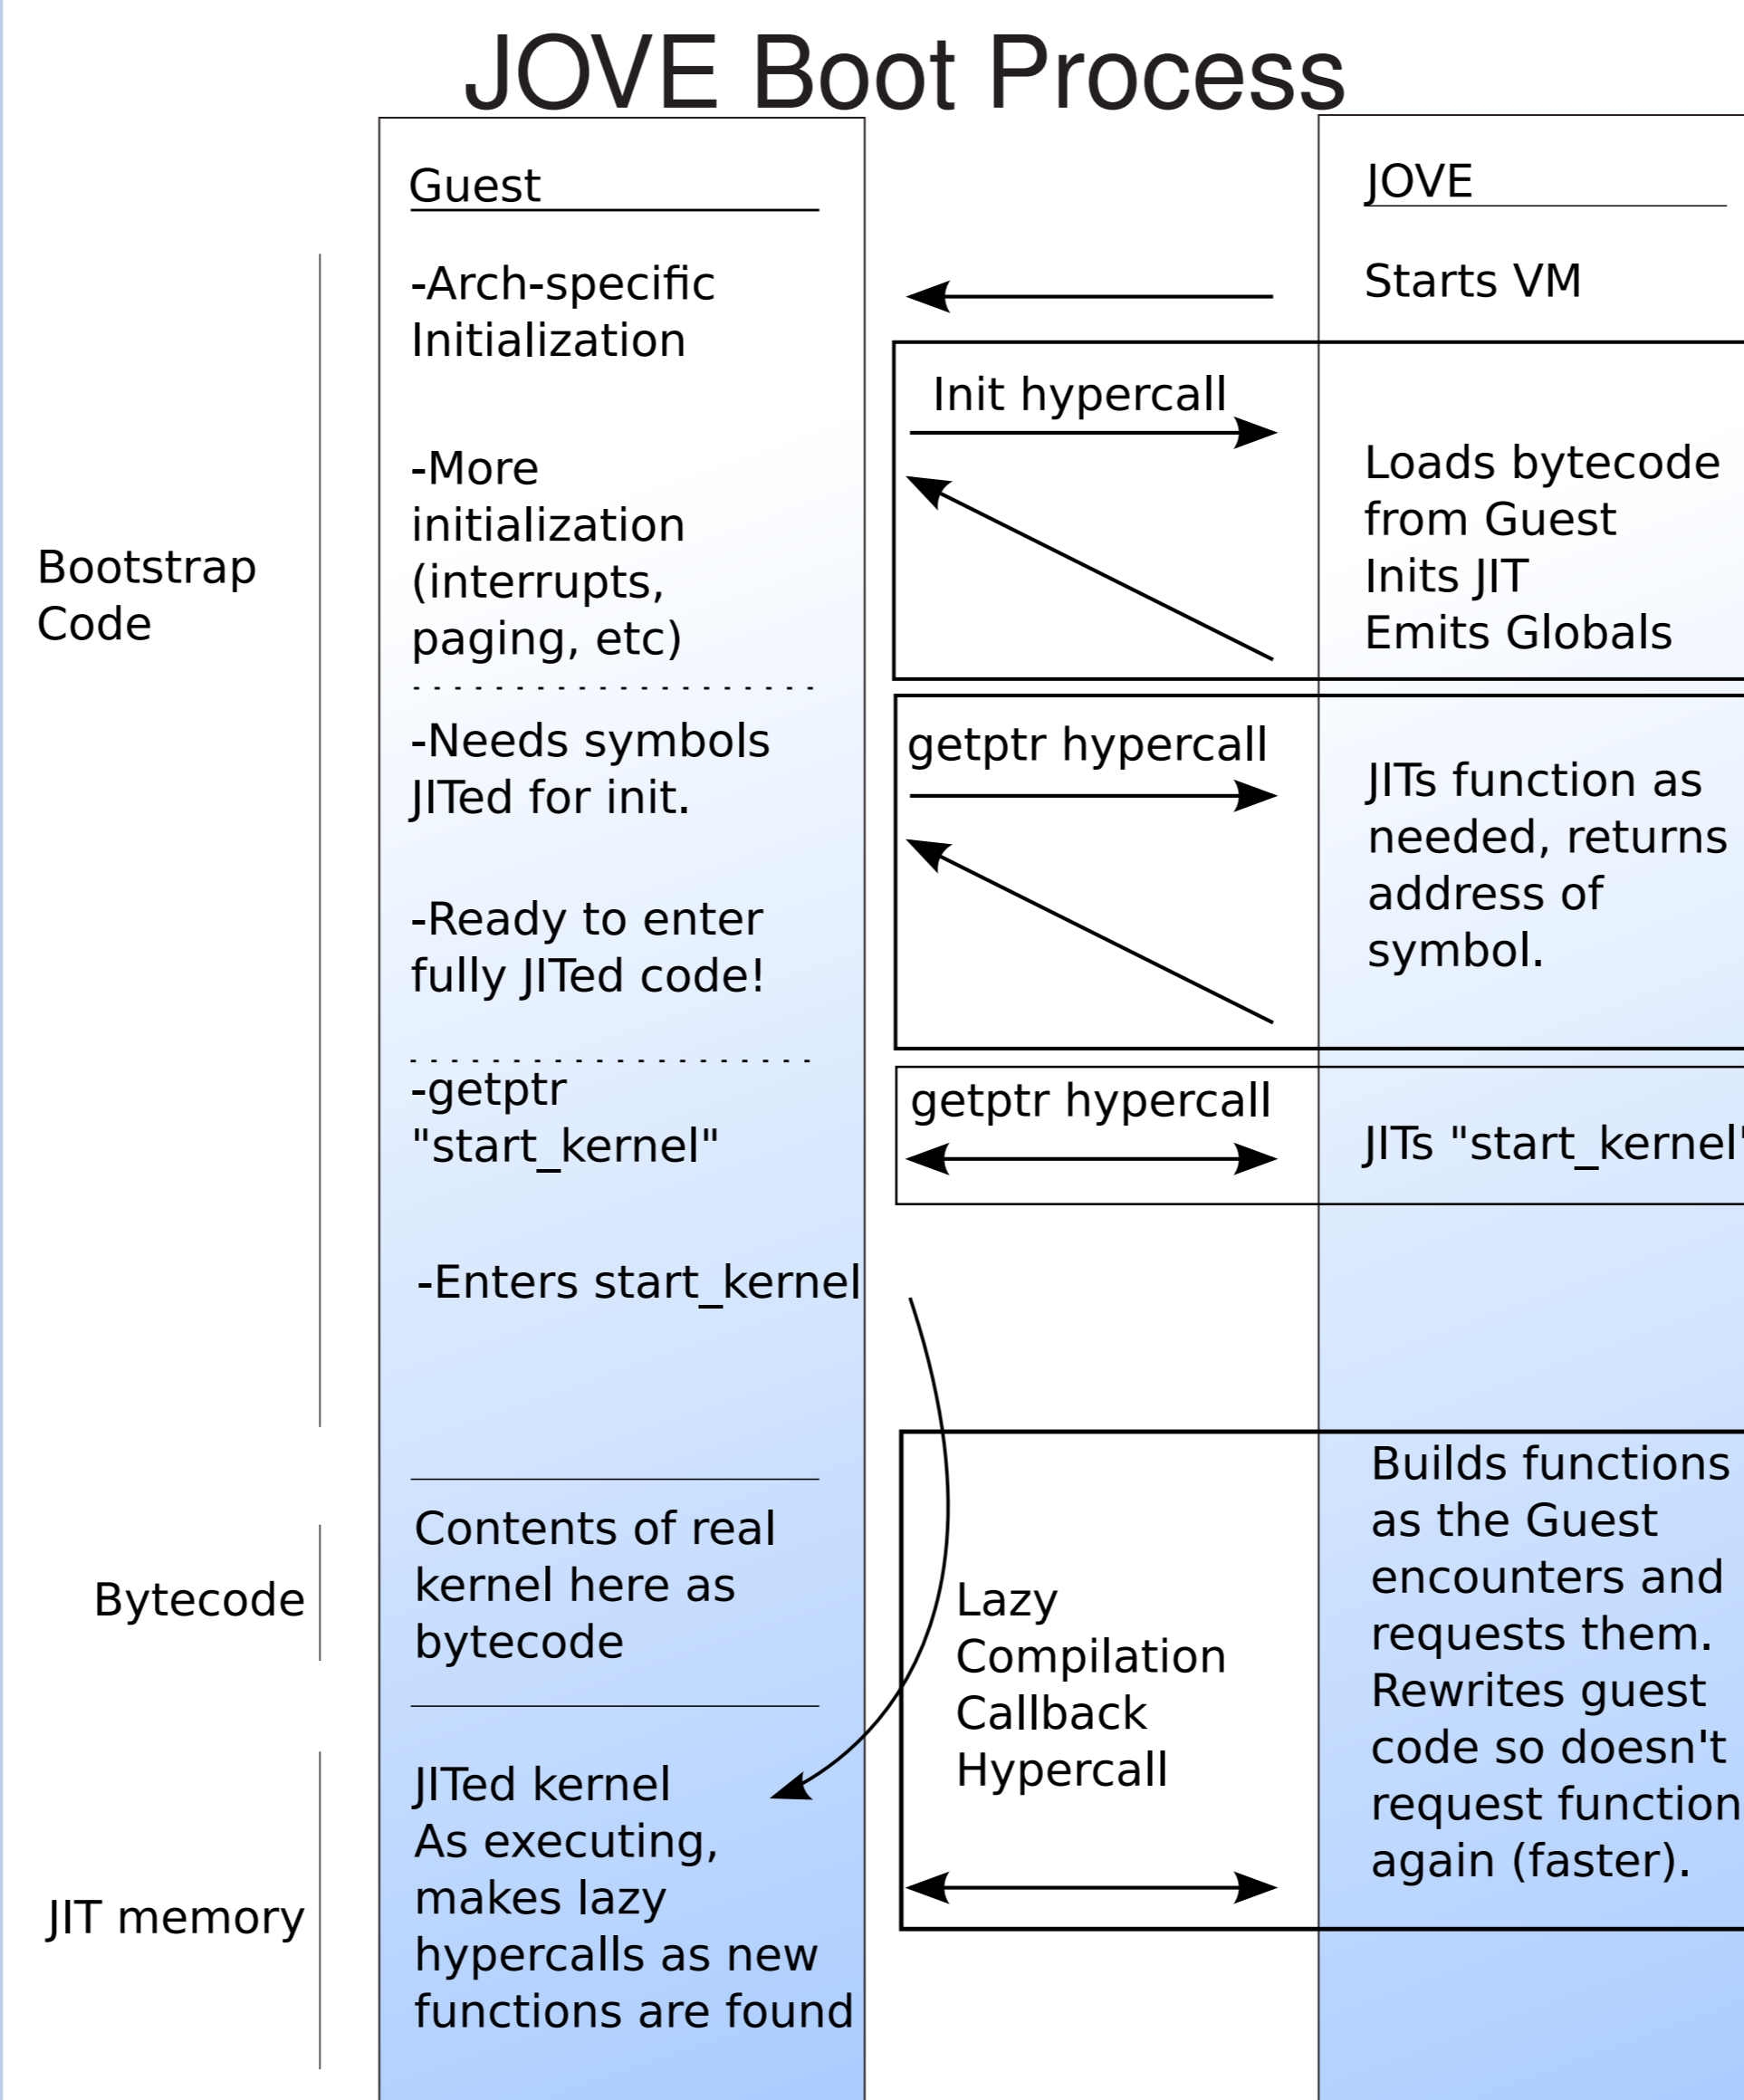 JOVE Boot Process
Guest
-Arch-specific
Initialization
-More
initialization
(interrupts,
paging, etc)
-Needs symbols
JITed for init.
-Ready to enter
fully JITed code!
-getptr
"start_kernel"
-Enters start_kernel
Contents of real
kernel here as
bytecode
JITed kernel
As executing,
makes lazy
hypercalls as new
functions are found
Bootstrap
Code
Bytecode
JIT memory
Init hypercall
getptr hypercall
getptr hypercall
Lazy
Compilation
Callback
Hypercall
JOVE
Starts VM
Loads bytecode
from Guest
Inits JIT
Emits Globals
JITs function as
needed, returns
address of
symbol.
JITs "start_kernel"
Builds functions
as the Guest
encounters and
requests them.
Rewrites guest
code so doesn't
request function
again (faster).